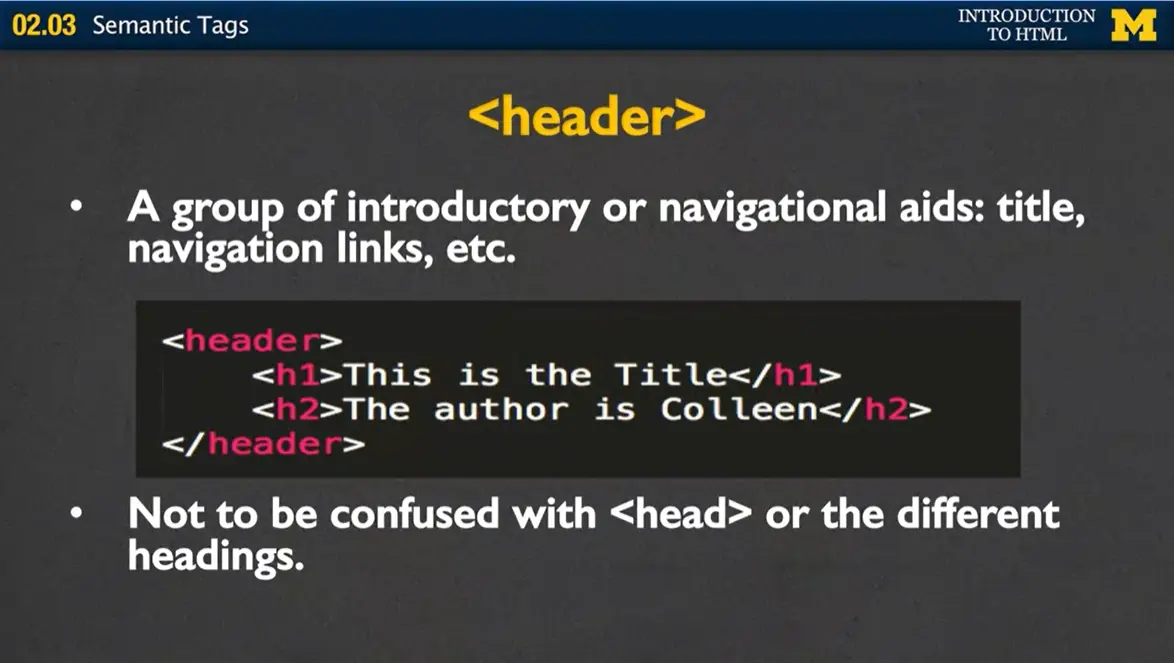 02.03 Semantic Tags
INTRODUCTION
TO HTML
M
<header>
• A group of introductory or navigational aids: title,
navigation links, etc.
<header>
<h1>This is the Title</h1>
<h2>The author is Colleen</h2>
</header>
• Not to be confused with <head> or the different
headings.